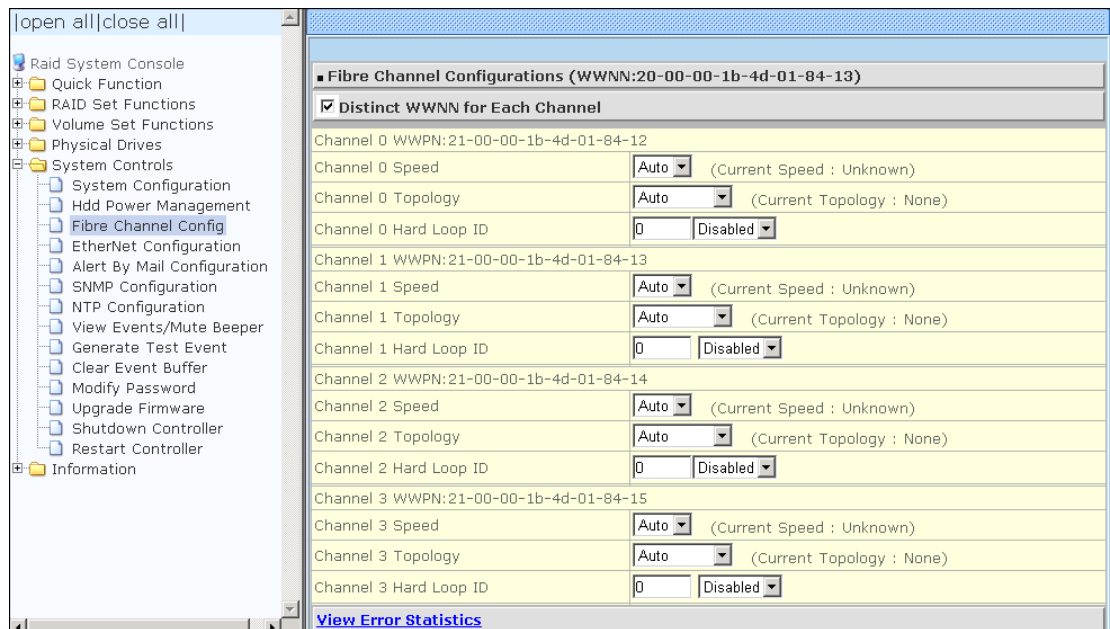 |open all|close all|
Raid System Console
Quick Function
RAID Set Functions
Volume Set Functions
Physical Drives
System Controls
System Configuration
Hdd Power Management
Fibre Channel Config
EtherNet Configuration
Alert By Mail Configuration
SNMP Configuration
NTP Configuration
View Events/Mute Beeper
Generate Test Event
Clear Event Buffer
Modify Password
Upgrade Firmware
Shutdown Controller
Restart Controller
Information
Fibre Channel Configurations (WWNN:20-00-00-1b-4d-01-84-13)
Distinct WWNN for Each Channel
Channel 0 WWPN:21-00-00-1b-4d-01-84-12
Channel 0 Speed Auto (Current Speed : Unknown)
Channel 0 Topology Auto (Current Topology : None)
Channel 0 Hard Loop ID 0 Disabled
Channel 1 WWPN:21-00-00-1b-4d-01-84-13
Channel 1 Speed Auto (Current Speed : Unknown)
Channel 1 Topology Auto (Current Topology : None)
Channel 1 Hard Loop ID 0 Disabled
Channel 2 WWPN:21-00-00-1b-4d-01-84-14
Channel 2 Speed Auto (Current Speed : Unknown)
Channel 2 Topology Auto (Current Topology : None)
Channel 2 Hard Loop ID 0 Disabled
Channel 3 WWPN:21-00-00-1b-4d-01-84-15
Channel 3 Speed Auto (Current Speed : Unknown)
Channel 3 Topology Auto (Current Topology : None)
Channel 3 Hard Loop ID 0 Disabled
View Error Statistics